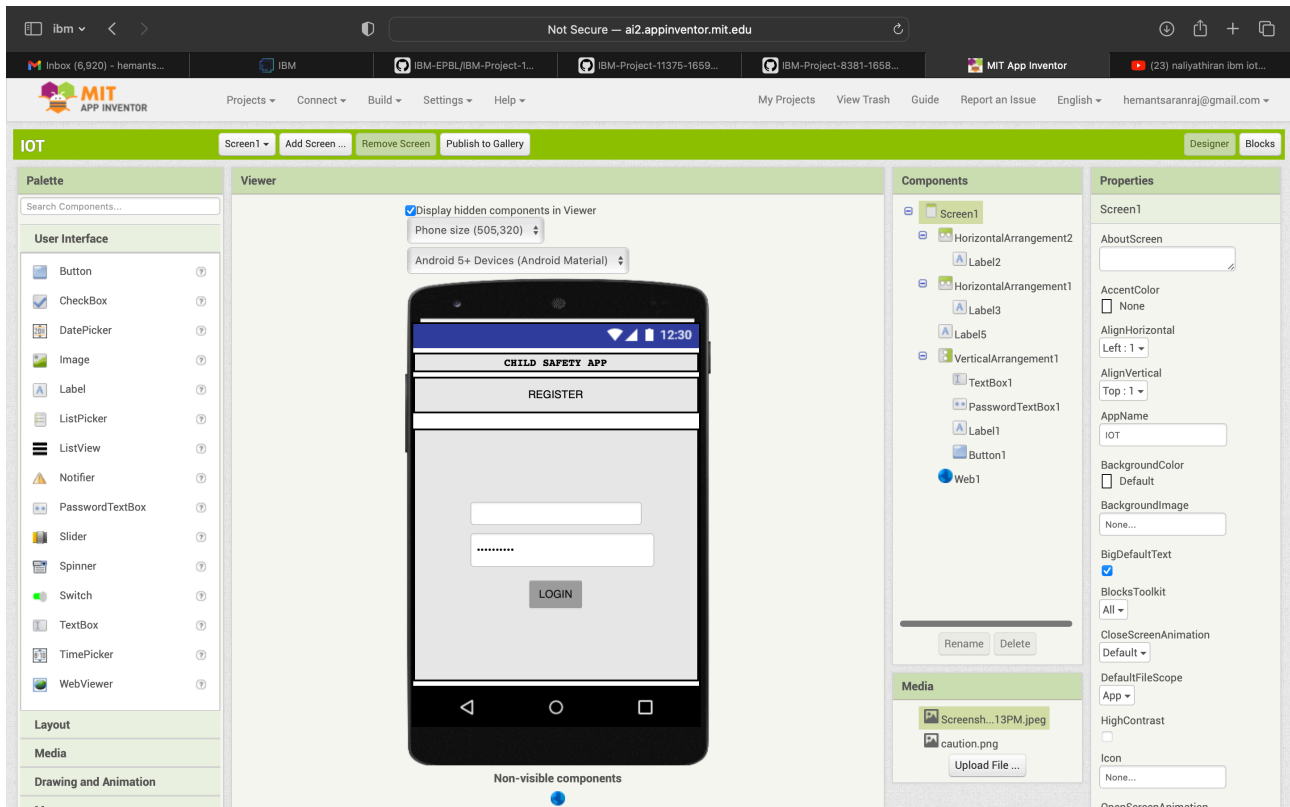 ibm
Not Secure — ai2.appinventor.mit.edu
Inbox (6,920) - hemants...
IBM
IBM-EPBL/IBM-Project-1...
IBM-Project-11375-1659...
IBM-Project-8381-1658...
MIT App Inventor
(23) naliyathiran ibm iot...
MIT
APP INVENTOR
Projects
Connect
Build
Settings
Help
My Projects
View Trash
Guide
Report an Issue
English
hemantsaranraj@gmail.com
IOT
Screen1
Add Screen ...
Remove Screen
Publish to Gallery
Designer
Blocks
Palette
Search Components...
User Interface
Button
CheckBox
DatePicker
Image
Label
ListPicker
ListView
Notifier
PasswordTextBox
Slider
Spinner
Switch
TextBox
TimePicker
WebViewer
Layout
Media
Drawing and Animation
Viewer
Display hidden components in Viewer
Phone size (505,320)
Android 5+ Devices (Android Material)
12:30
CHILD SAFETY APP
REGISTER
••••••••••
LOGIN
Non-visible components
Components
Screen1
HorizontalArrangement2
Label2
HorizontalArrangement1
Label3
Label5
VerticalArrangement1
TextBox1
PasswordTextBox1
Label1
Button1
Web1
Rename
Delete
Media
Screensh...13PM.jpeg
caution.png
Upload File ...
Properties
Screen1
AboutScreen
AccentColor
None
AlignHorizontal
Left : 1
AlignVertical
Top : 1
AppName
IOT
BackgroundColor
Default
BackgroundImage
None...
BigDefaultText
BlocksToolkit
All
CloseScreenAnimation
Default
DefaultFileScope
App
HighContrast
Icon
None...
OpenScreenAnimation